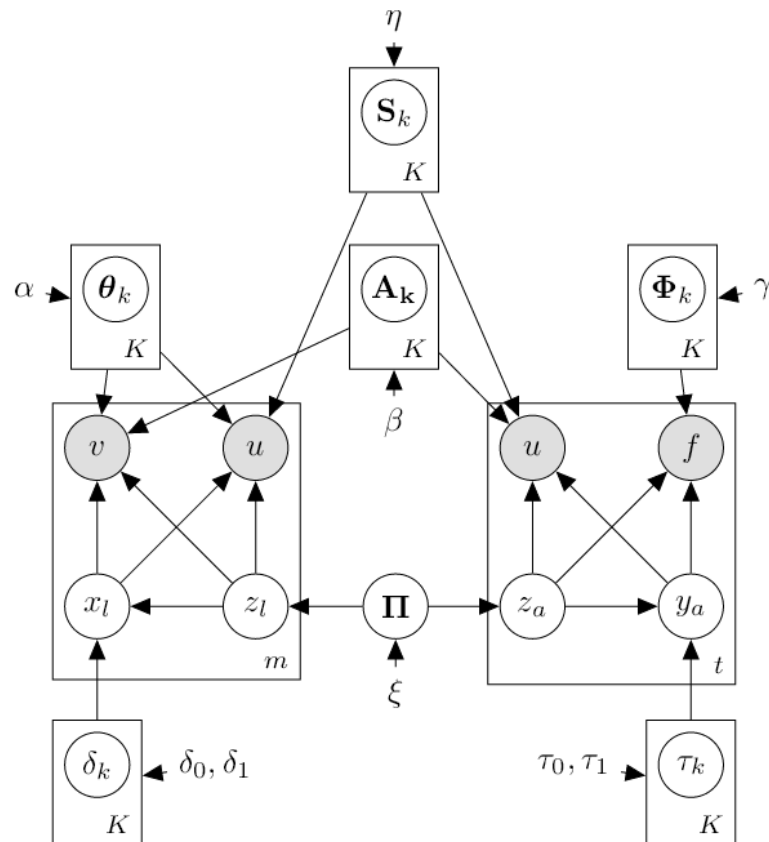 η
S_k
K
α
θ_k
K
A_k
K
Φ_k
K
γ
β
v
u
u
f
x_l
z_l
Π
z_a
y_a
m
t
ξ
δ_k
K
δ_0, δ_1
τ_0, τ_1
τ_k
K